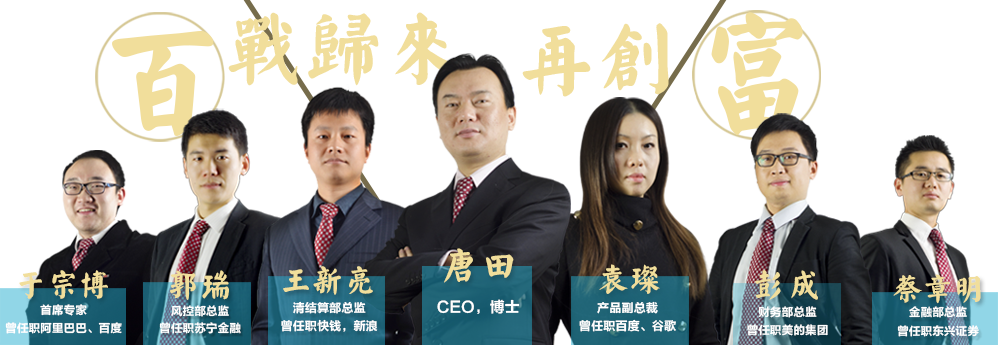 百戰歸來 再創富
于宗博
首席专家
曾任职阿里巴巴、百度
郭瑞
风控部总监
曾任职苏宁金融
王新亮
清结算部总监
曾任职快钱，新浪
唐田
CEO，博士
袁璨
产品副总裁
曾任职百度、谷歌
彭成
财务部总监
曾任职美的集团
蔡章明
金融部总监
曾任职东兴证券